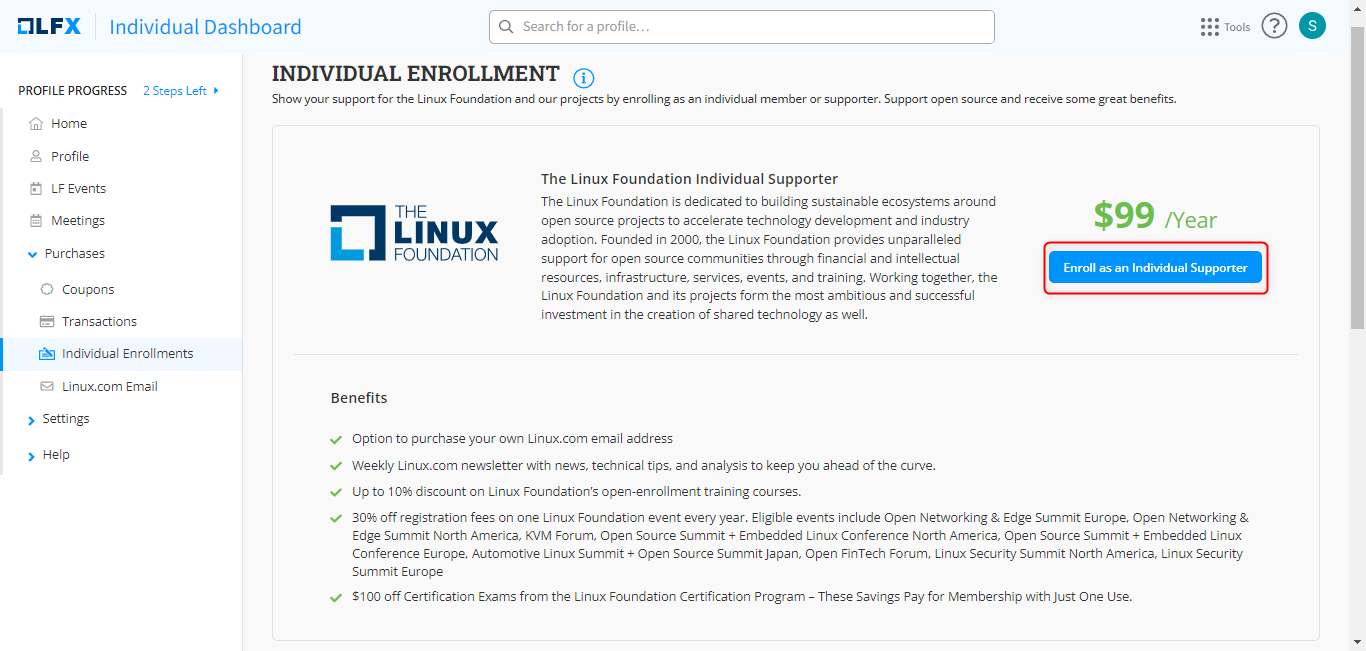 LFX
Individual Dashboard
Search for a profile...
Tools
?
S
PROFILE PROGRESS 2 Steps Left
Home
Profile
LF Events
Meetings
Purchases
Coupons
Transactions
Individual Enrollments
Linux.com Email
Settings
Help
INDIVIDUAL ENROLLMENT i
Show your support for the Linux Foundation and our projects by enrolling as an individual member or supporter. Support open source and receive some great benefits.
THE
LINUX
FOUNDATION
The Linux Foundation Individual Supporter
The Linux Foundation is dedicated to building sustainable ecosystems around
open source projects to accelerate technology development and industry
adoption. Founded in 2000, the Linux Foundation provides unparalleled
support for open source communities through financial and intellectual
resources, infrastructure, services, events, and training. Working together, the
Linux Foundation and its projects form the most ambitious and successful
investment in the creation of shared technology as well.
$99 /Year
Enroll as an Individual Supporter
Benefits
Option to purchase your own Linux.com email address
Weekly Linux.com newsletter with news, technical tips, and analysis to keep you ahead of the curve.
Up to 10% discount on Linux Foundation's open-enrollment training courses.
30% off registration fees on one Linux Foundation event every year. Eligible events include Open Networking & Edge Summit Europe, Open Networking &
Edge Summit North America, KVM Forum, Open Source Summit + Embedded Linux Conference North America, Open Source Summit + Embedded Linux
Conference Europe, Automotive Linux Summit + Open Source Summit Japan, Open FinTech Forum, Linux Security Summit North America, Linux Security
Summit Europe
$100 off Certification Exams from the Linux Foundation Certification Program – These Savings Pay for Membership with Just One Use.